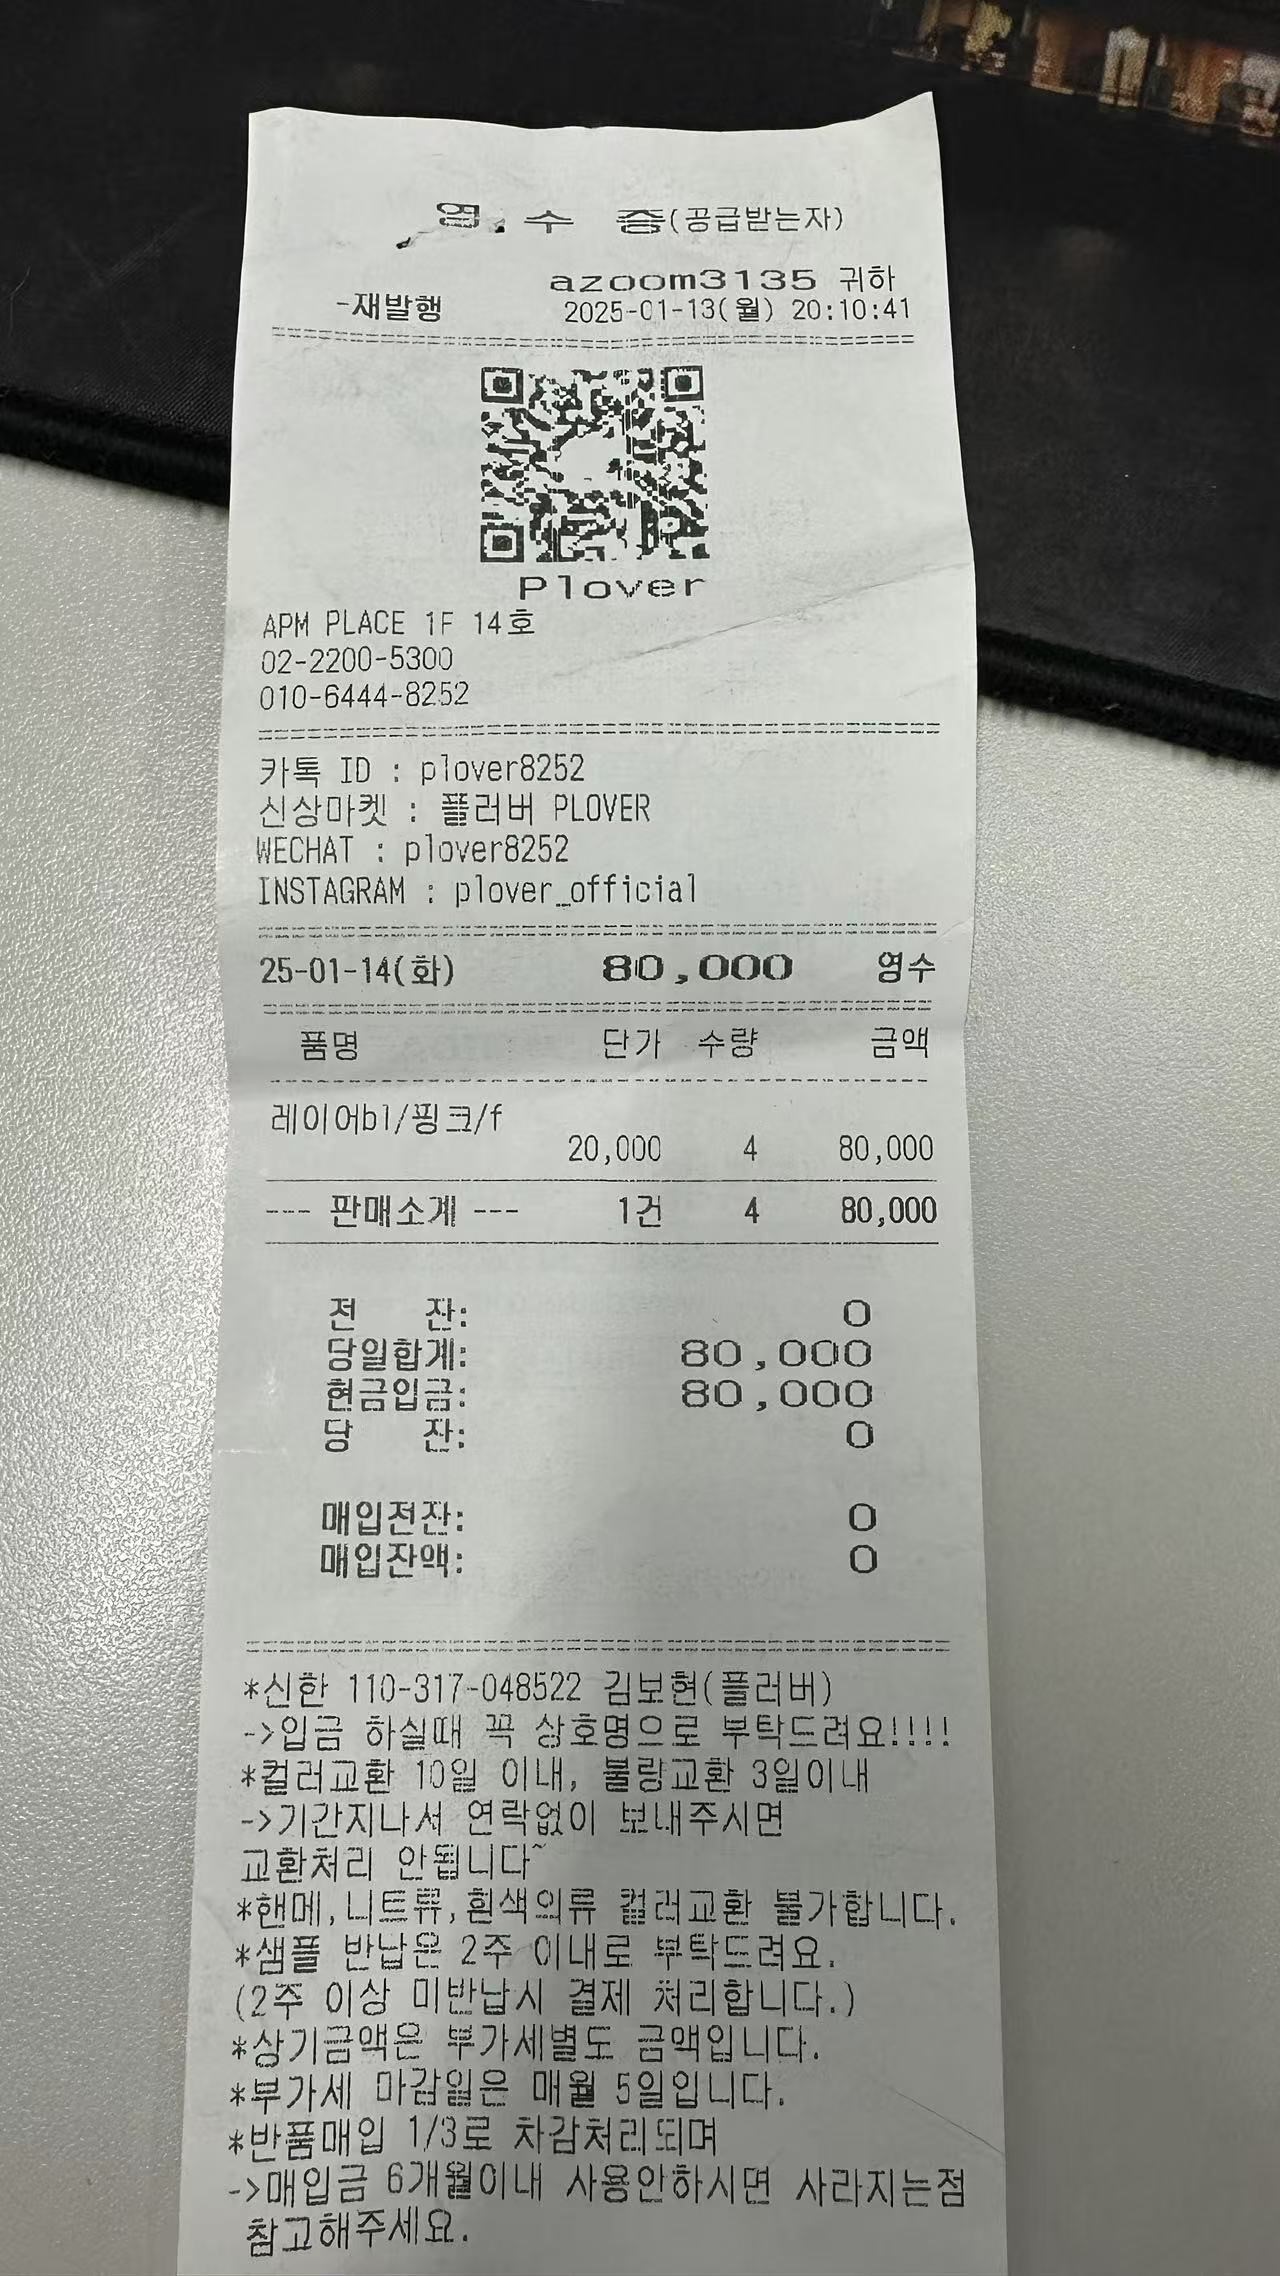 영 수 증(공급받는자)
azoom3135 귀하
-재발행 2025-01-13(월) 20:10:41
Plover
APM PLACE 1F 14호
02-2200-5300
010-6444-8252
카톡 ID : plover8252
신상마켓 : 플러버 PLOVER
WECHAT : plover8252
INSTAGRAM : plover_official
25-01-14(화) 80,000 영수
품명 단가 수량 금액
레이어bl/핑크/f
20,000 4 80,000
--- 판매소계 --- 1건 4 80,000
전 잔: 0
당일합계: 80,000
현금입금: 80,000
당 잔: 0
매입전잔: 0
매입잔액: 0
*신한 110-317-048522 김보현(플러버)
->입금 하실때 꼭 상호명으로 부탁드려요!!!!
*컬러교환 10일 이내, 불량교환 3일이내
->기간지나서 연락없이 보내주시면
교환처리 안됩니다~
*핸메,니트류,흰색의류 컬러교환 불가합니다.
*샘플 반납은 2주 이내로 부탁드려요.
(2주 이상 미반납시 결제 처리합니다.)
*상기금액은 부가세별도 금액입니다.
*부가세 마감일은 매월 5일입니다.
*반품매입 1/3로 차감처리되며
->매입금 6개월이내 사용안하시면 사라지는점
참고해주세요.